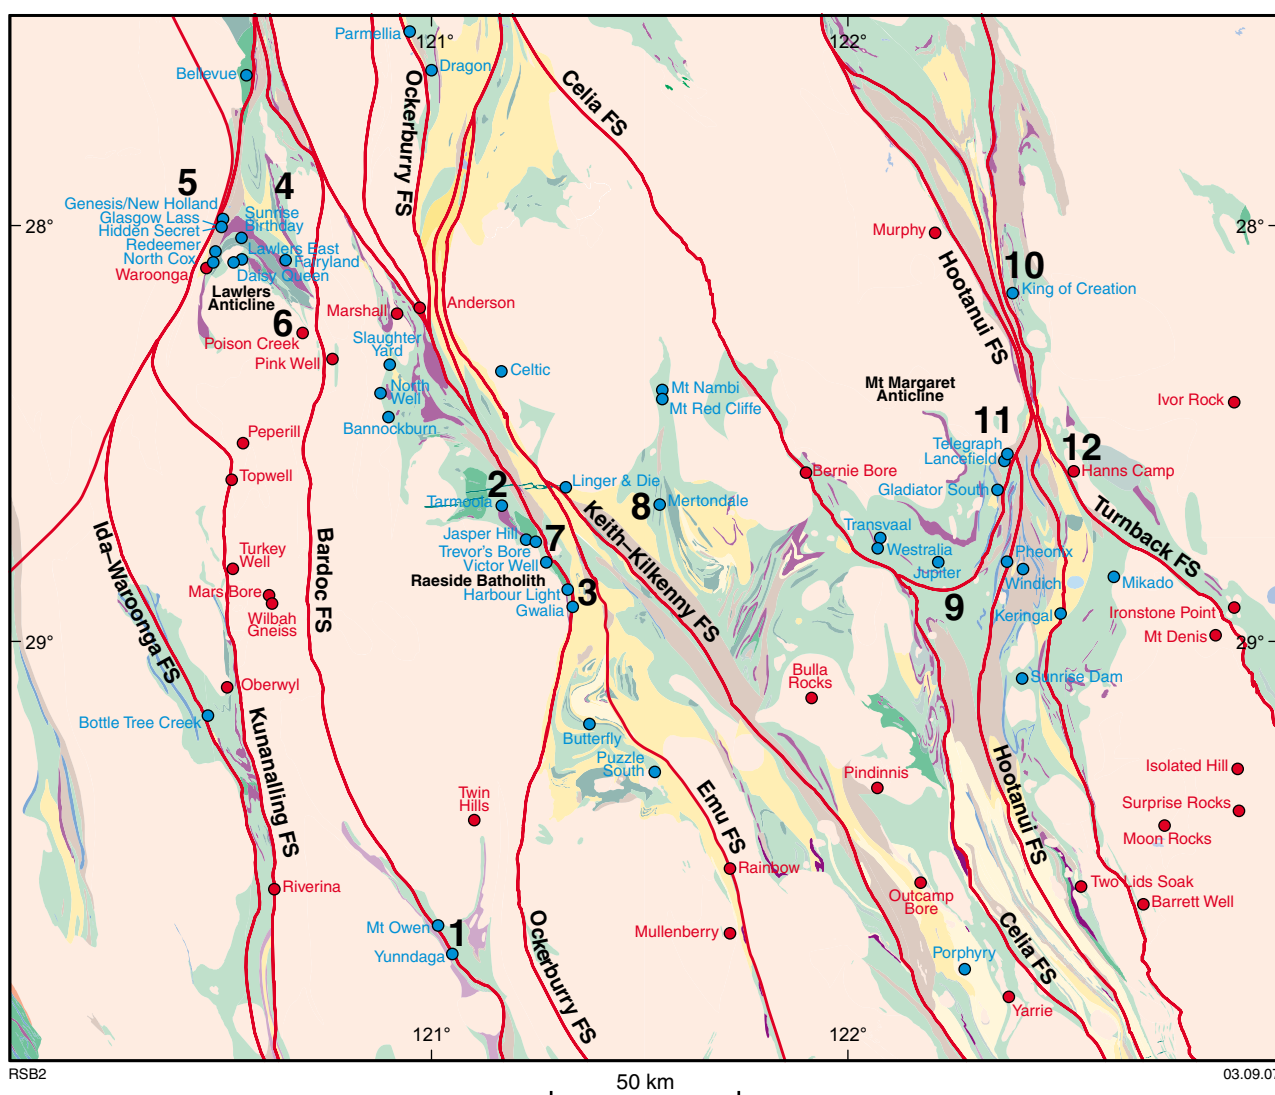 Parmellia
121°
122°
Bellevue
Dragon
Ockerburry FS
Celia FS
5
4
Genesis/New Holland
Glasgow Lass
Hidden Secret
Redeemer
North Cox
Waroonga
Sunrise
Birthday
Lawlers East
Fairyland
Daisy Queen
Lawlers
Anticline
28°
28°
Murphy
Hootanui FS
10
King of Creation
6
Poison Creek
Pink Well
Marshall
Anderson
Slaughter
Yard
North
Well
Bannockburn
Celtic
Mt Nambi
Mt Red Cliffe
Mt Margaret
Anticline
Ivor Rock
Peperill
Topwell
11
Telegraph
Lancefield
12
Hanns Camp
Bernie Bore
Gladiator South
2
Tarmoola
Linger & Die
8
Mertondale
Keith–Kilkenny FS
Turnback FS
Ida–Waroonga FS
Bardoc FS
Jasper Hill
Trevor's Bore
Victor Well
7
Raeside Batholith
Harbour Light
Gwalia
3
Transvaal
Westralia
Jupiter
Pheonix
Windich
Mikado
9
Keringal
Ironstone Point
Mt Denis
Turkey
Well
Mars Bore
Wilbah
Gneiss
29°
29°
Oberwyl
Bottle Tree Creek
Kunanalling FS
Bulla
Rocks
Sunrise Dam
Butterfly
Puzzle
South
Emu FS
Pindinnis
Hootanui FS
Isolated Hill
Surprise Rocks
Moon Rocks
Twin
Hills
Riverina
Rainbow
Outcamp
Bore
Two Lids Soak
Barrett Well
Mt Owen
1
Yunndaga
Ockerburry FS
Mullenberry
Celia FS
Porphyry
Yarrie
121°
122°
RSB2
50 km
03.09.07